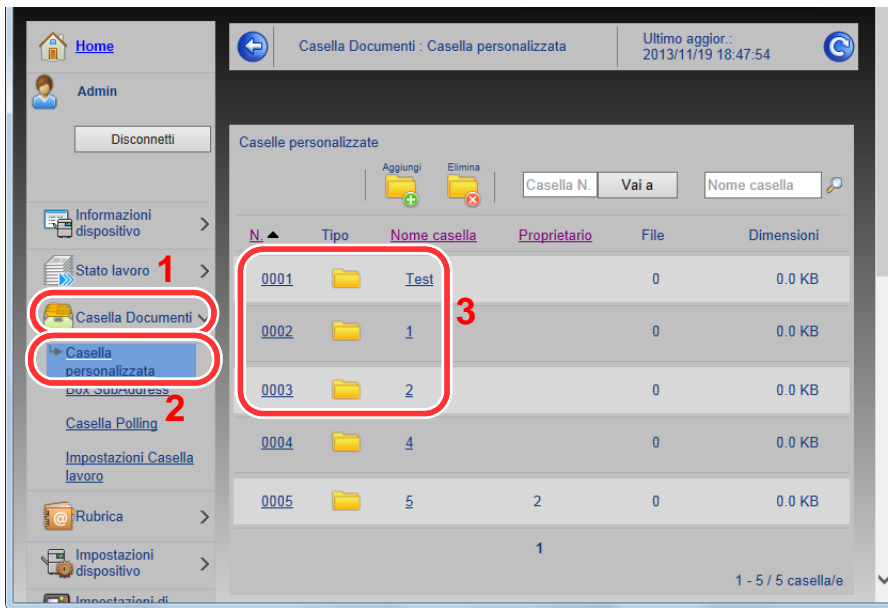 Home
Admin
Disconnetti
Informazioni
dispositivo
Stato lavoro
1
Casella Documenti
Casella
personalizzata
Box SubAddress
2
Casella Polling
Impostazioni Casella
lavoro
Rubrica
@
Impostazioni
dispositivo
Impostazioni di
Casella Documenti : Casella personalizzata
Ultimo aggior.:
2013/11/19 18:47:54
Caselle personalizzate
Aggiungi Elimina
Casella N. Vai a Nome casella
N. Tipo Nome casella Proprietario File Dimensioni
0001 Test 0 0.0 KB
3
0002 1 0 0.0 KB
0003 2 0 0.0 KB
0004 4 0 0.0 KB
0005 5 2 0 0.0 KB
1
1 - 5 / 5 casella/e